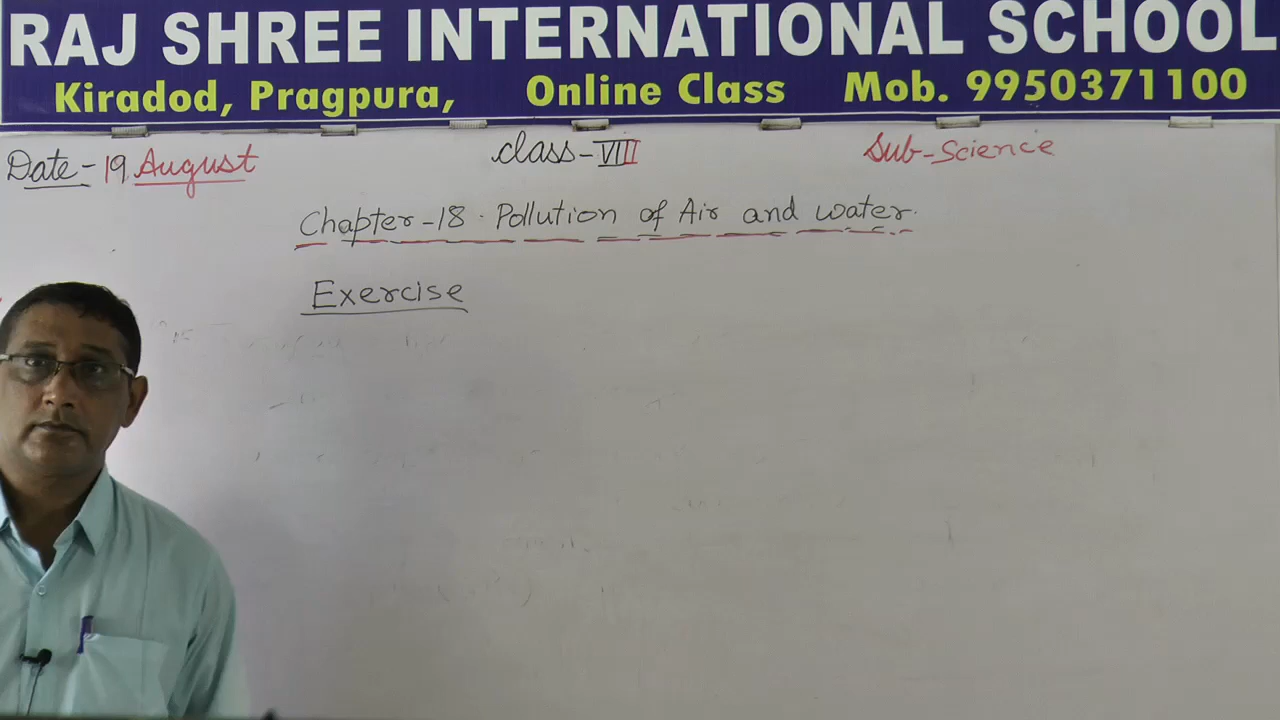 RAJ SHREE INTERNATIONAL SCHOOL
Kiradod, Pragpura, Online Class Mob. 9950371100
Date - 19 August class - VIII Sub - Science
Chapter - 18 . Pollution of Air and water.
Exercise